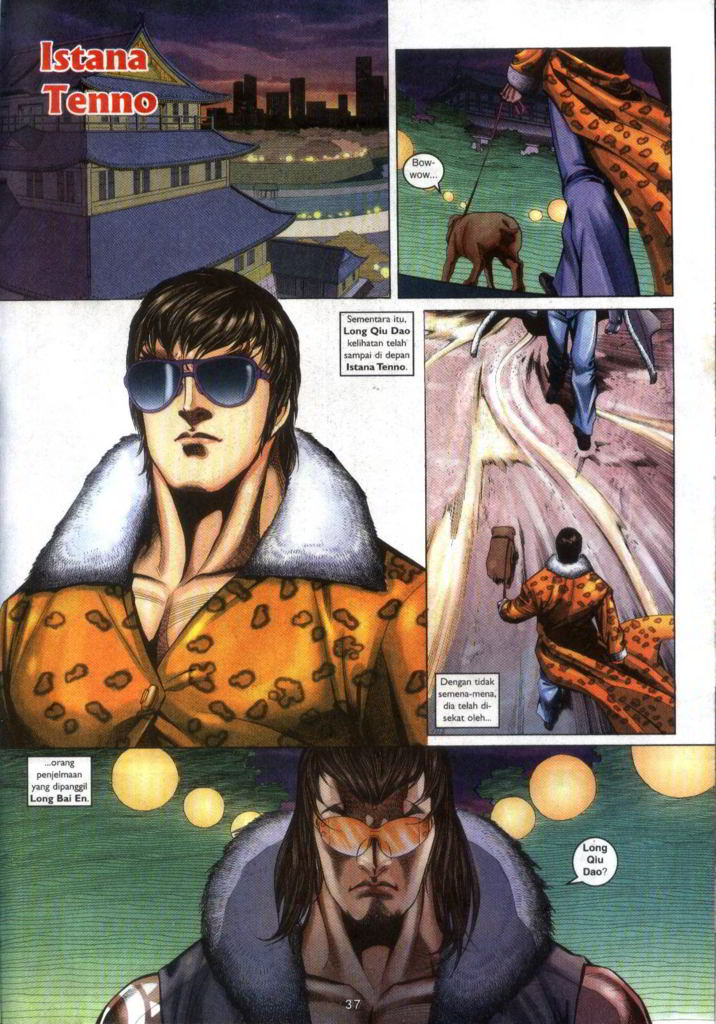 Istana
Tenno
Bow-
wow...
Sementara itu,
Long Qiu Dao
kelihatan telah
sampai di depan
Istana Tenno.
Dengan tidak
semena-mena,
dia telah di-
sekat oleh...
...orang
penjelmaan
yang dipanggil
Long Bai En.
Long
Qiu
Dao?
37